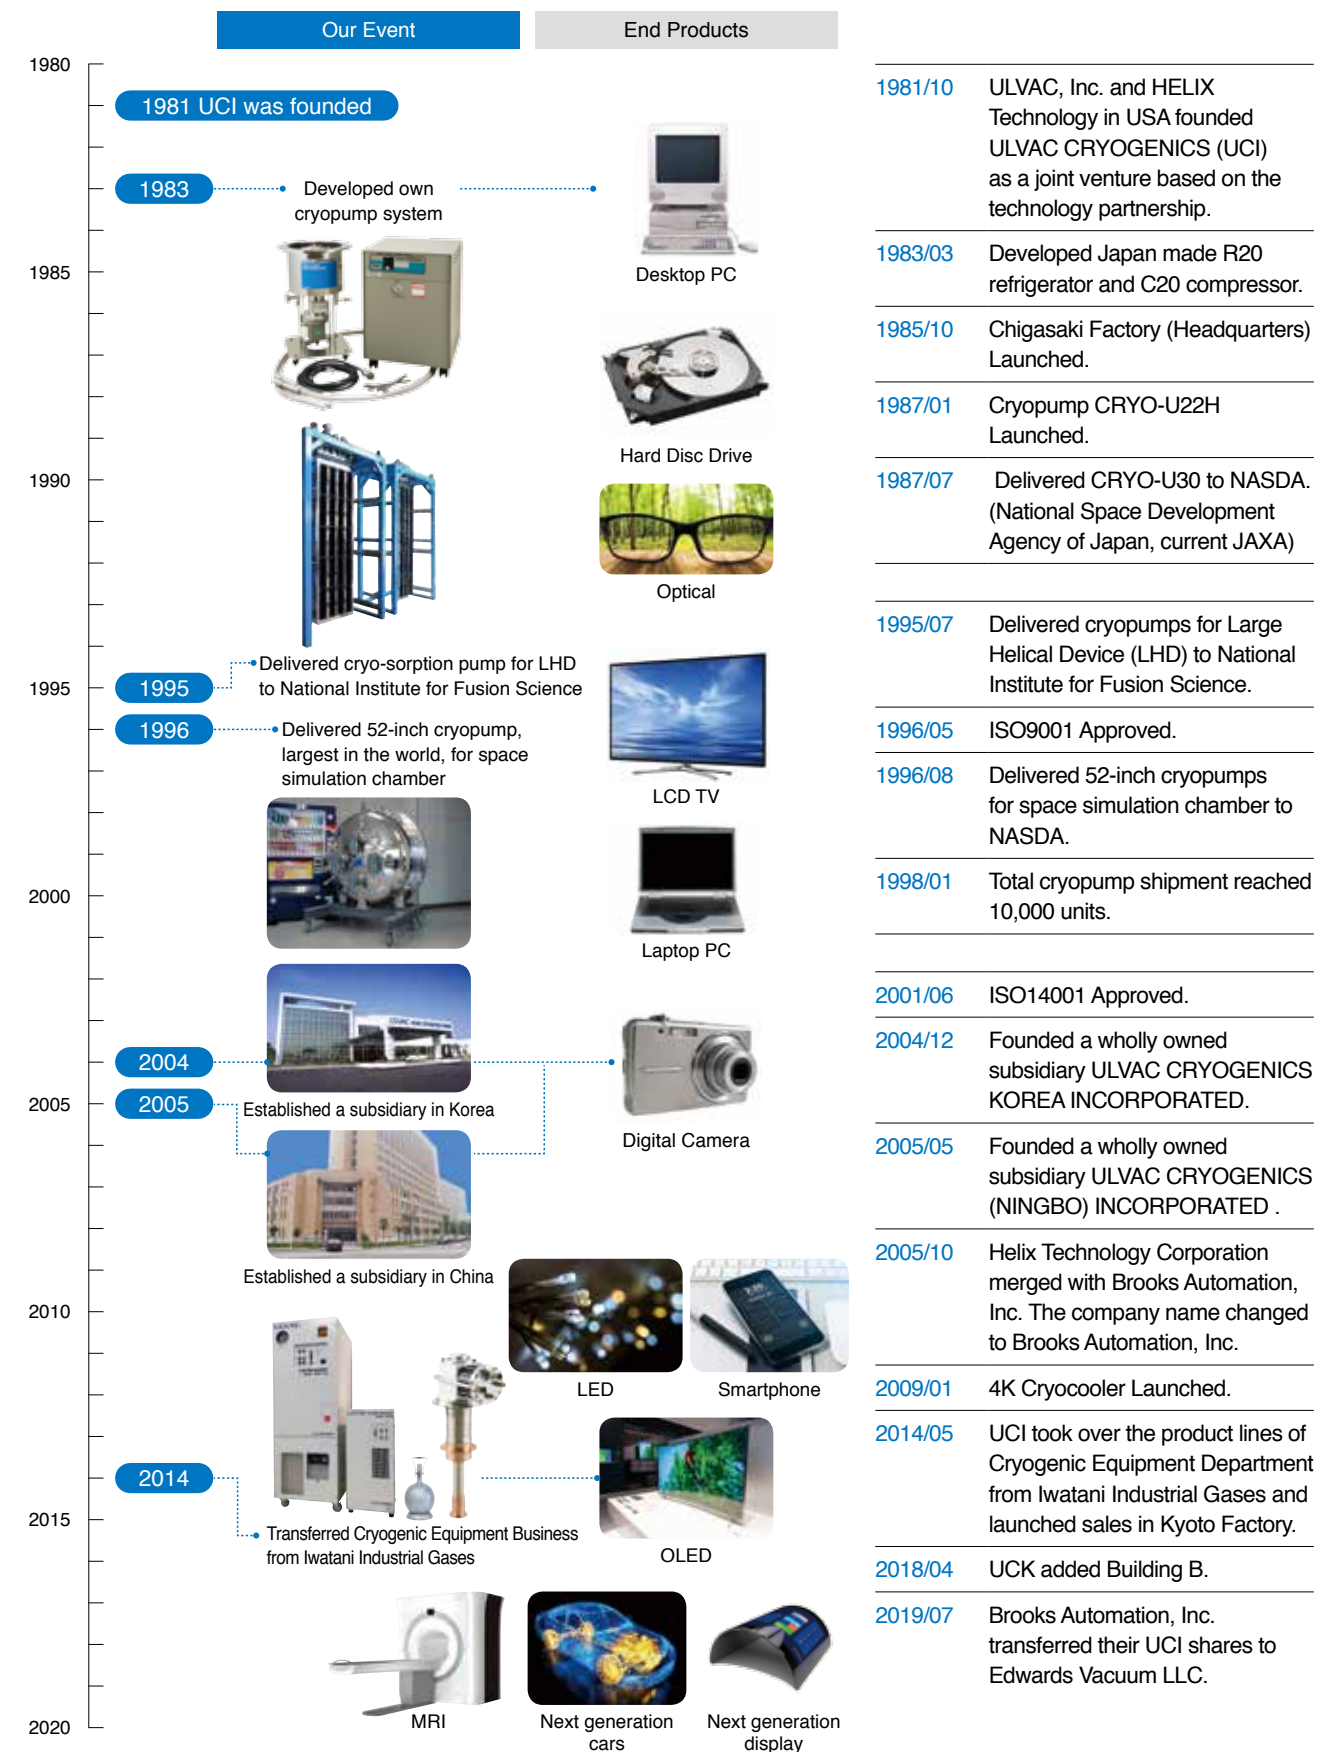 Our Event
End Products
1980
1981 UCI was founded
1983
Developed own
cryopump system
Desktop PC
1985
Hard Disc Drive
1990
Optical
Delivered cryo-sorption pump for LHD
to National Institute for Fusion Science
1995
1995
1996
Delivered 52-inch cryopump,
largest in the world, for space
simulation chamber
LCD TV
2000
Laptop PC
2004
2005
2005
Established a subsidiary in Korea
Digital Camera
Established a subsidiary in China
2010
LED
Smartphone
2014
2015
Transferred Cryogenic Equipment Business
from Iwatani Industrial Gases
OLED
MRI
Next generation
cars
Next generation
display
2020
1981/10
ULVAC, Inc. and HELIX
Technology in USA founded
ULVAC CRYOGENICS (UCI)
as a joint venture based on the
technology partnership.
1983/03
Developed Japan made R20
refrigerator and C20 compressor.
1985/10
Chigasaki Factory (Headquarters)
Launched.
1987/01
Cryopump CRYO-U22H
Launched.
1987/07
Delivered CRYO-U30 to NASDA.
(National Space Development
Agency of Japan, current JAXA)
1995/07
Delivered cryopumps for Large
Helical Device (LHD) to National
Institute for Fusion Science.
1996/05
ISO9001 Approved.
1996/08
Delivered 52-inch cryopumps
for space simulation chamber to
NASDA.
1998/01
Total cryopump shipment reached
10,000 units.
2001/06
ISO14001 Approved.
2004/12
Founded a wholly owned
subsidiary ULVAC CRYOGENICS
KOREA INCORPORATED.
2005/05
Founded a wholly owned
subsidiary ULVAC CRYOGENICS
(NINGBO) INCORPORATED .
2005/10
Helix Technology Corporation
merged with Brooks Automation,
Inc. The company name changed
to Brooks Automation, Inc.
2009/01
4K Cryocooler Launched.
2014/05
UCI took over the product lines of
Cryogenic Equipment Department
from Iwatani Industrial Gases and
launched sales in Kyoto Factory.
2018/04
UCK added Building B.
2019/07
Brooks Automation, Inc.
transferred their UCI shares to
Edwards Vacuum LLC.